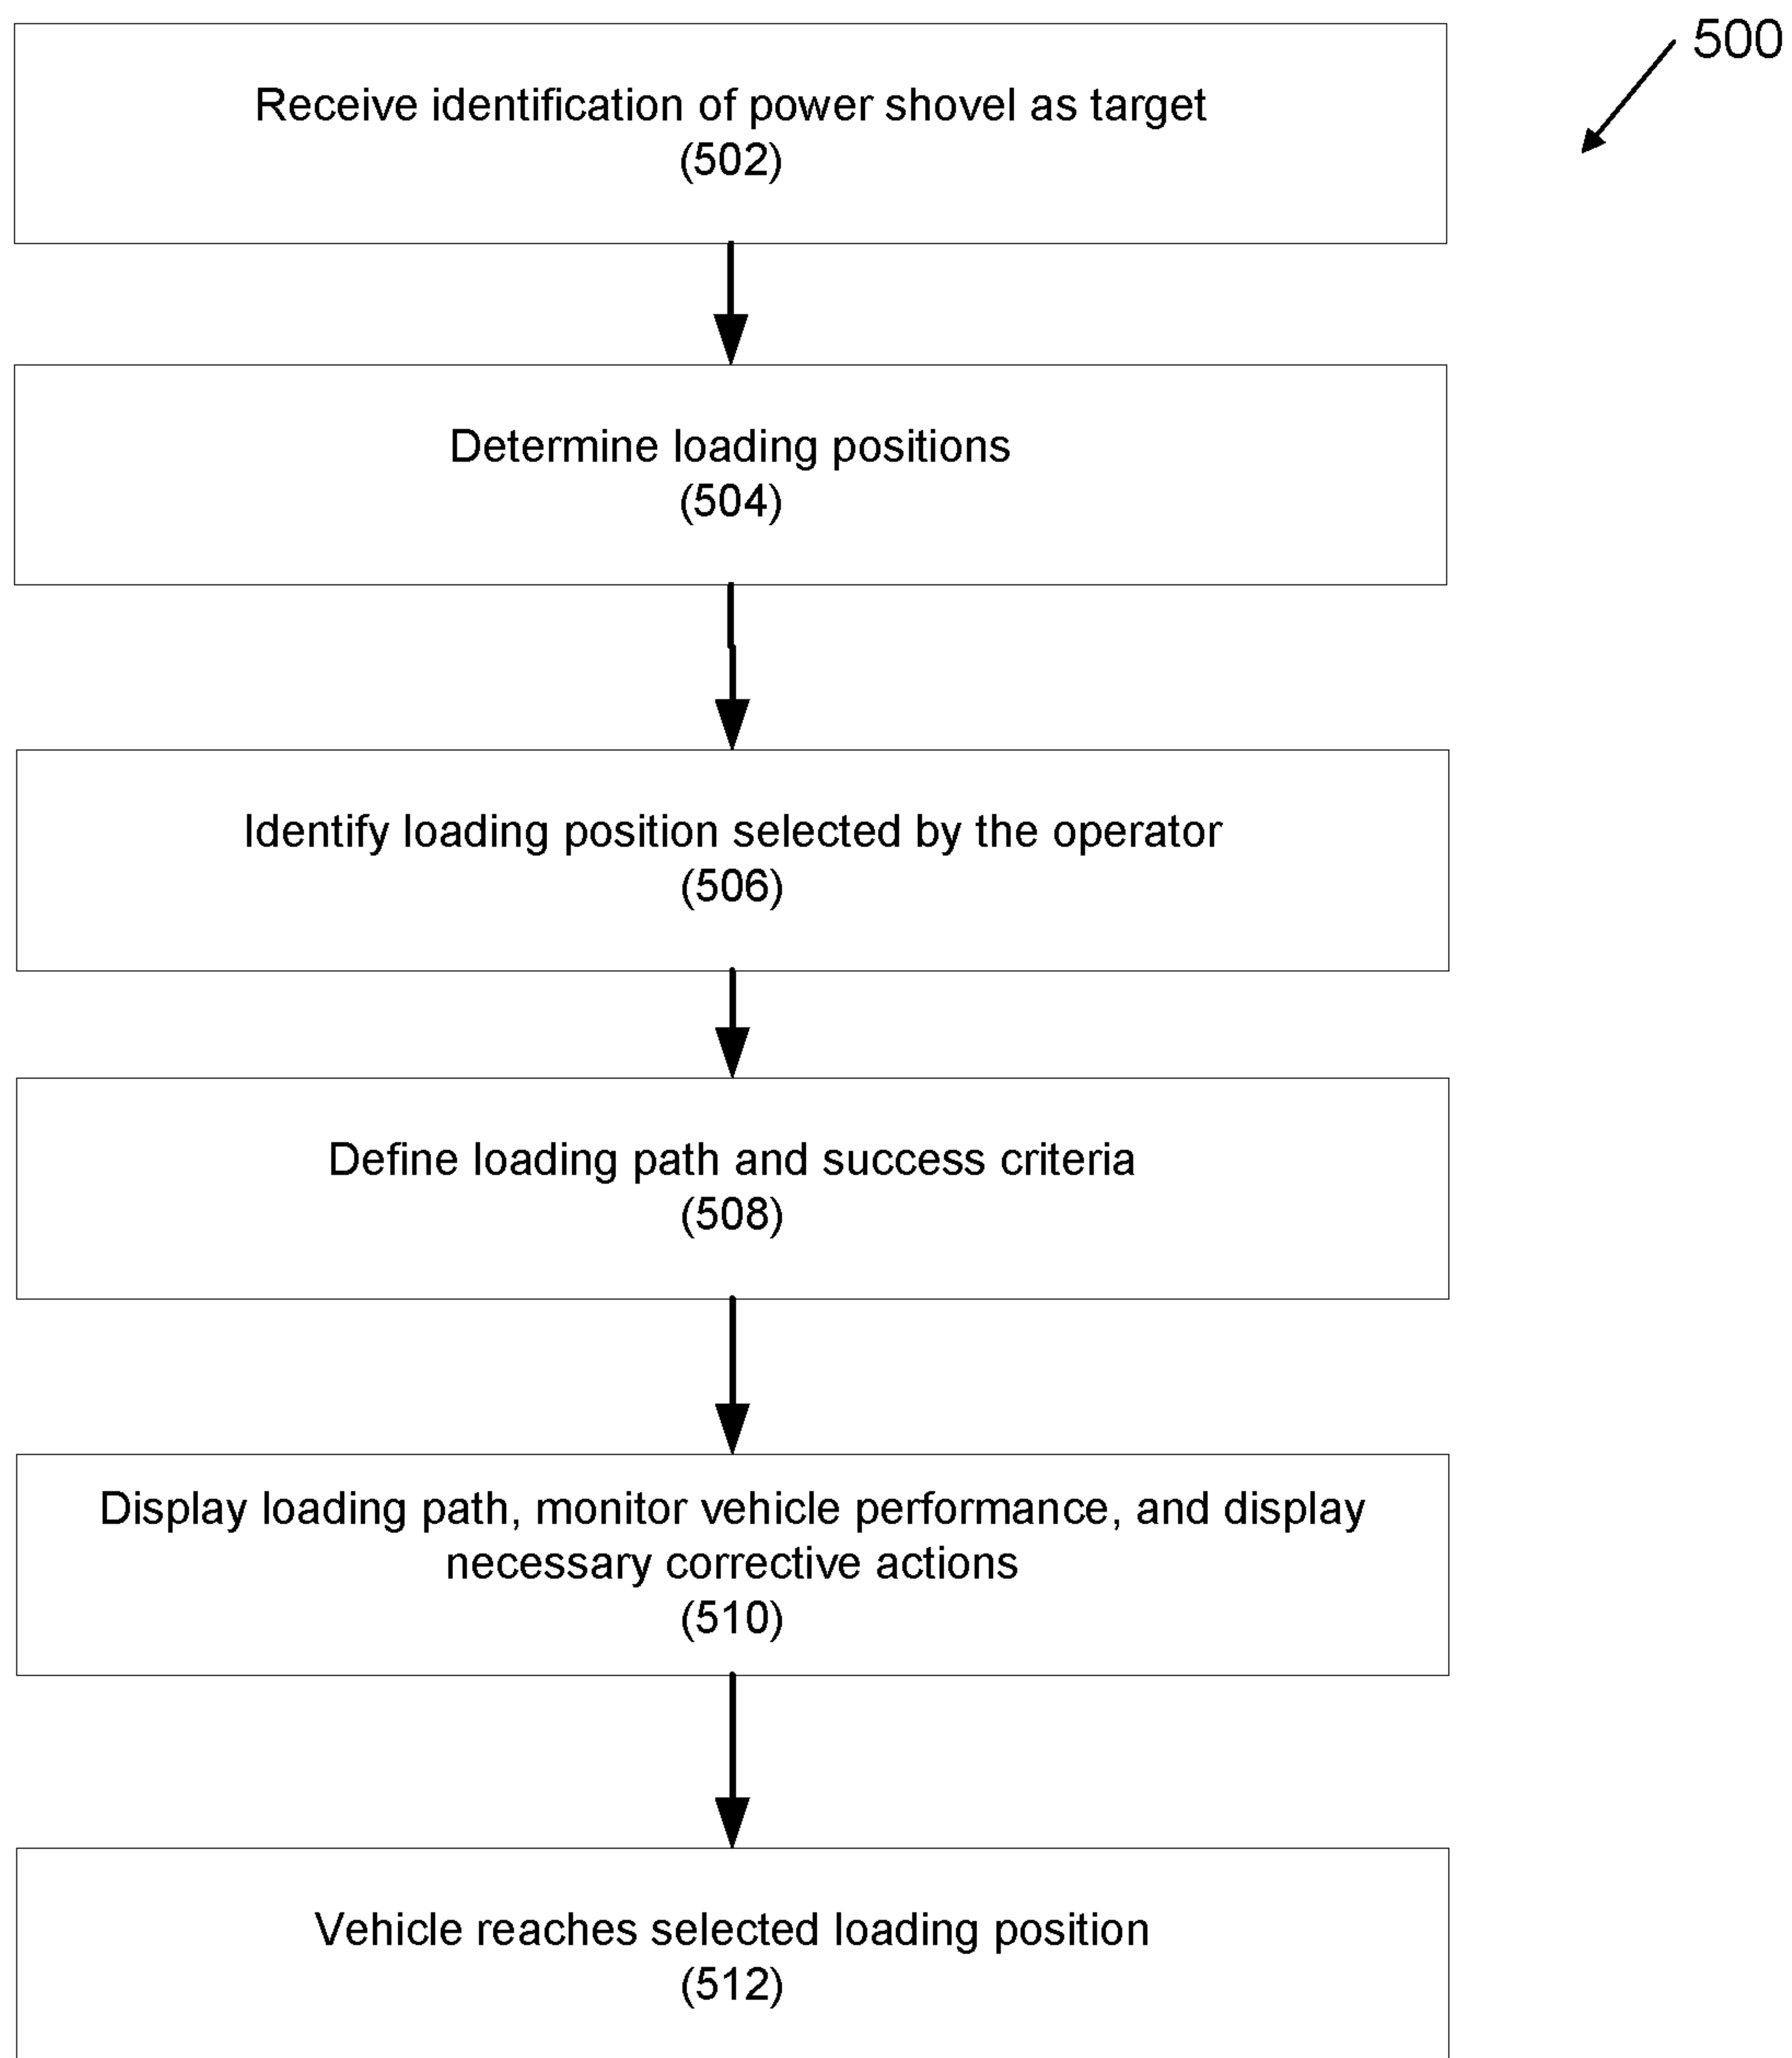 500
Receive identification of power shovel as target
(502)
Determine loading positions
(504)
Identify loading position selected by the operator
(506)
Define loading path and success criteria
(508)
Display loading path, monitor vehicle performance, and display
necessary corrective actions
(510)
Vehicle reaches selected loading position
(512)